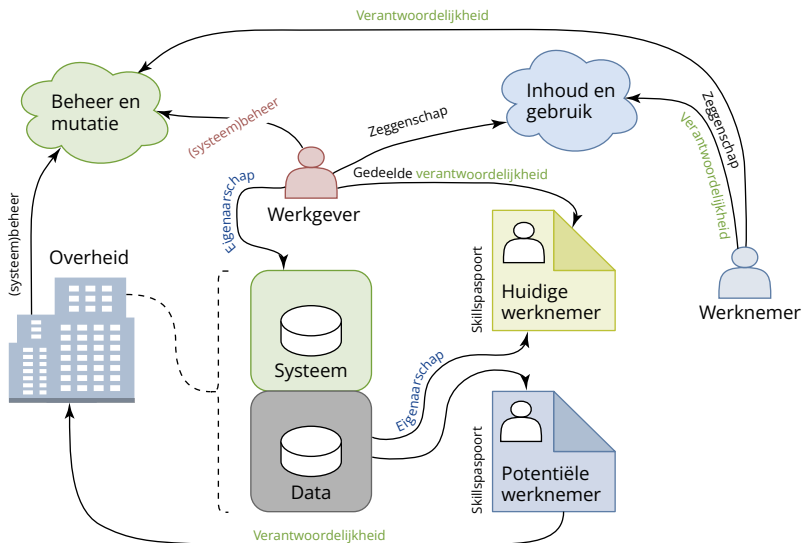 Verantwoordelijkheid
Beheer en
mutatie
(systeem)beheer
Zeggenschap
Inhoud en
gebruik
Zeggenschap
Verantwoordelijkheid
Gedeelde verantwoordelijkheid
Werkgever
Eigenaarschap
(systeem)beheer
Overheid
Skillspaspoort
Huidige
werknemer
Werknemer
Systeem
Eigenaarschap
Data
Skillspaspoort
Potentiële
werknemer
Verantwoordelijkheid